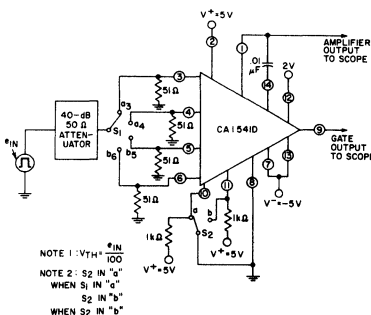 V+=5V
AMPLIFIER
OUTPUT
TO SCOPE
.01
μF
2V
2
1
14
12
3
51Ω
40-dB
50 Ω
ATTEN-
UATOR
eIN
a3
a4
S1
b5
b6
4
51Ω
5
51Ω
6
51Ω
CA1541D
9
GATE
OUTPUT
TO SCOPE
10
11
8
7
13
V-=-5V
a
b
S2
1kΩ
1kΩ
V+=5V
V+=5V
NOTE 1 : VTH= eIN
100
NOTE 2 : S2 IN "a"
WHEN S1 IN "a"
S2 IN "b"
WHEN S2 IN "b"